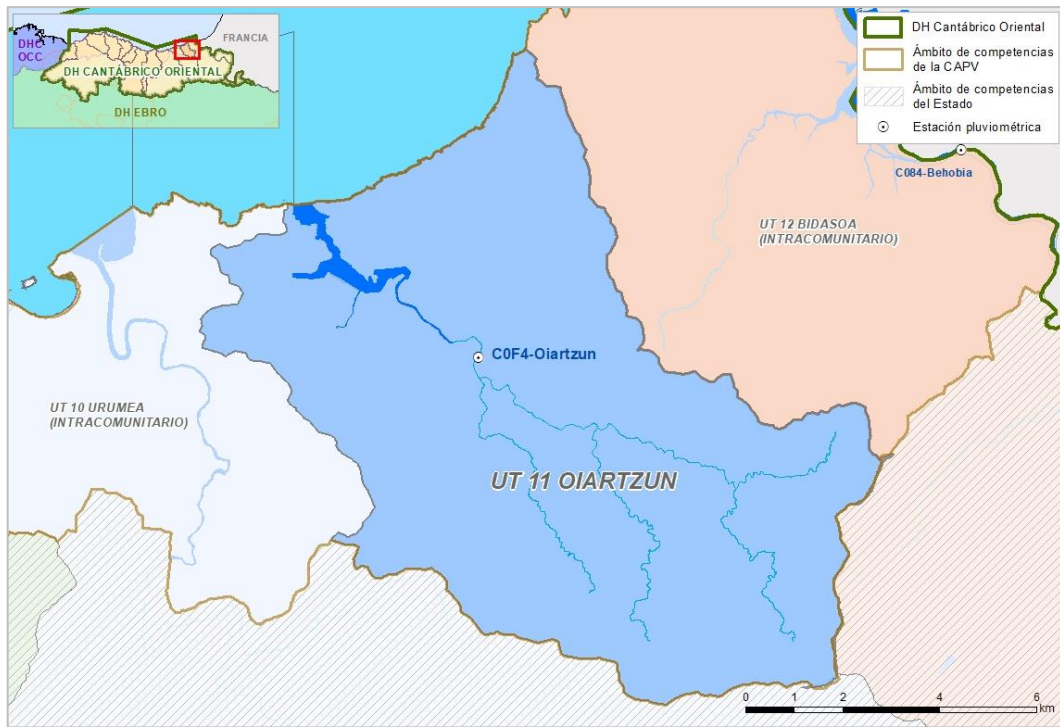 DHC
OCC
FRANCIA
DH CANTÁBRICO ORIENTAL
DH EBRO
DH Cantábrico Oriental
Ámbito de competencias
de la CAPV
Ámbito de competencias
del Estado
Estación pluviométrica
C084-Behobia
UT 12 BIDASOA
(INTRACOMUNITARIO)
C0F4-Oiartzun
UT 10 URUMEA
(INTRACOMUNITARIO)
UT 11 OIARTZUN
0 1 2 4 6
km